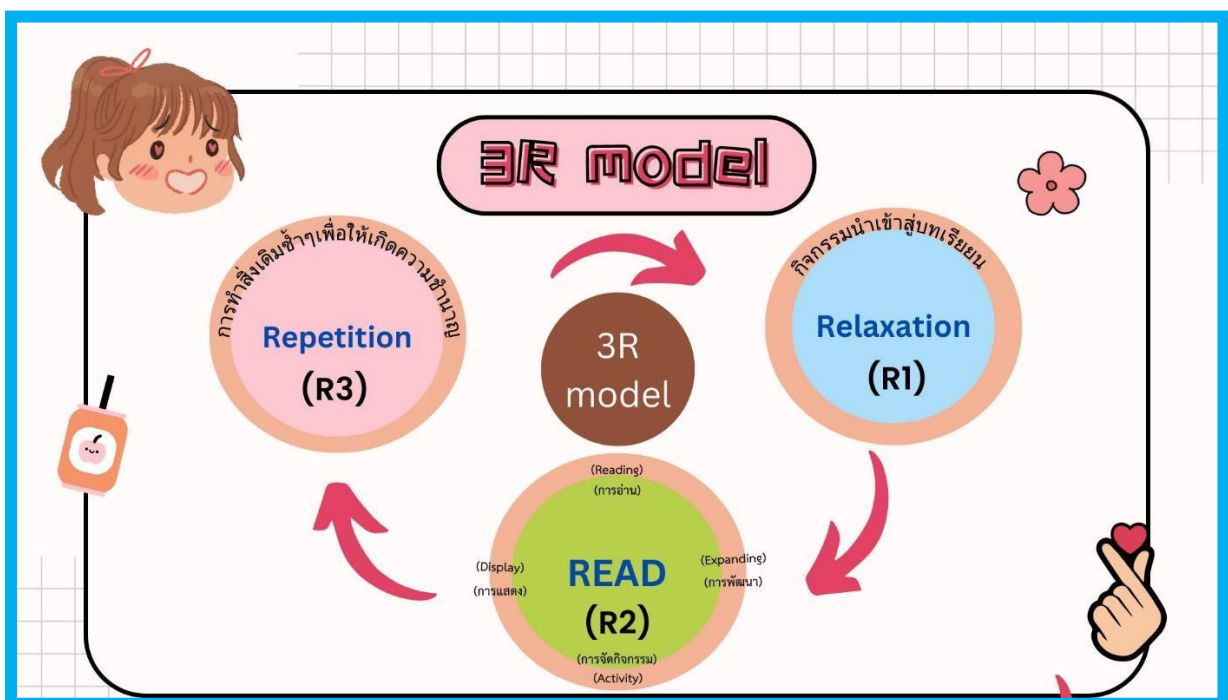 3R model
การทำสิ่งเดิมซ้ำๆเพื่อให้เกิดความชำนาญ
Repetition
(R3)
3R
model
กิจกรรมนำเข้าสู่บทเรียยน
Relaxation
(R1)
(Reading)
(การอ่าน)
(Display)
(การแสดง)
READ
(R2)
(Expanding)
(การพัฒนา)
(การจัดกิจกรรม)
(Activity)